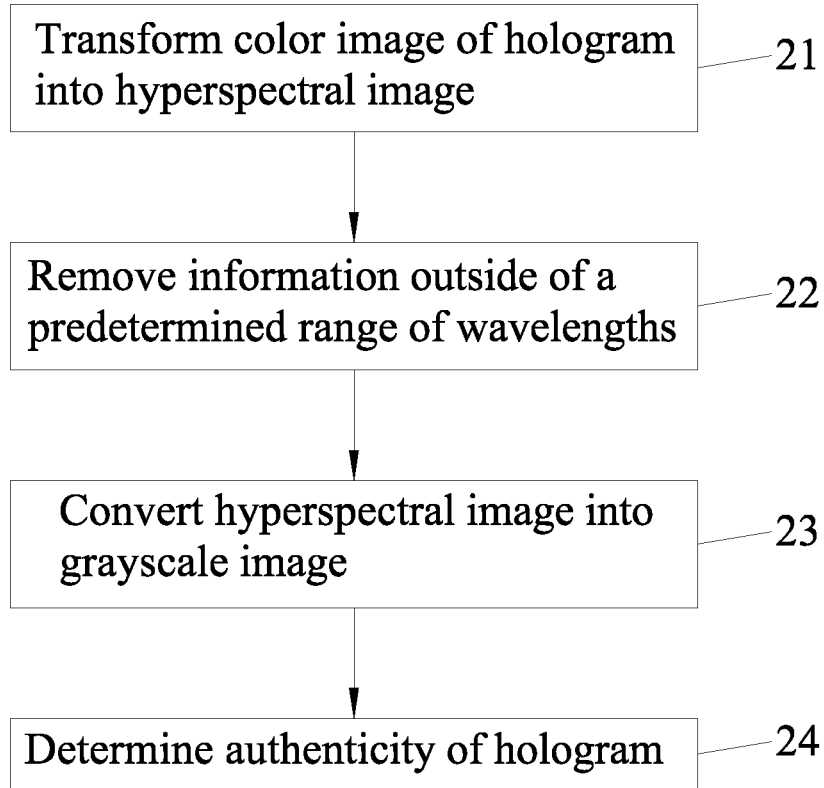 Transform color image of hologram
into hyperspectral image
21
Remove information outside of a
predetermined range of wavelengths
22
Convert hyperspectral image into
grayscale image
23
Determine authenticity of hologram
24